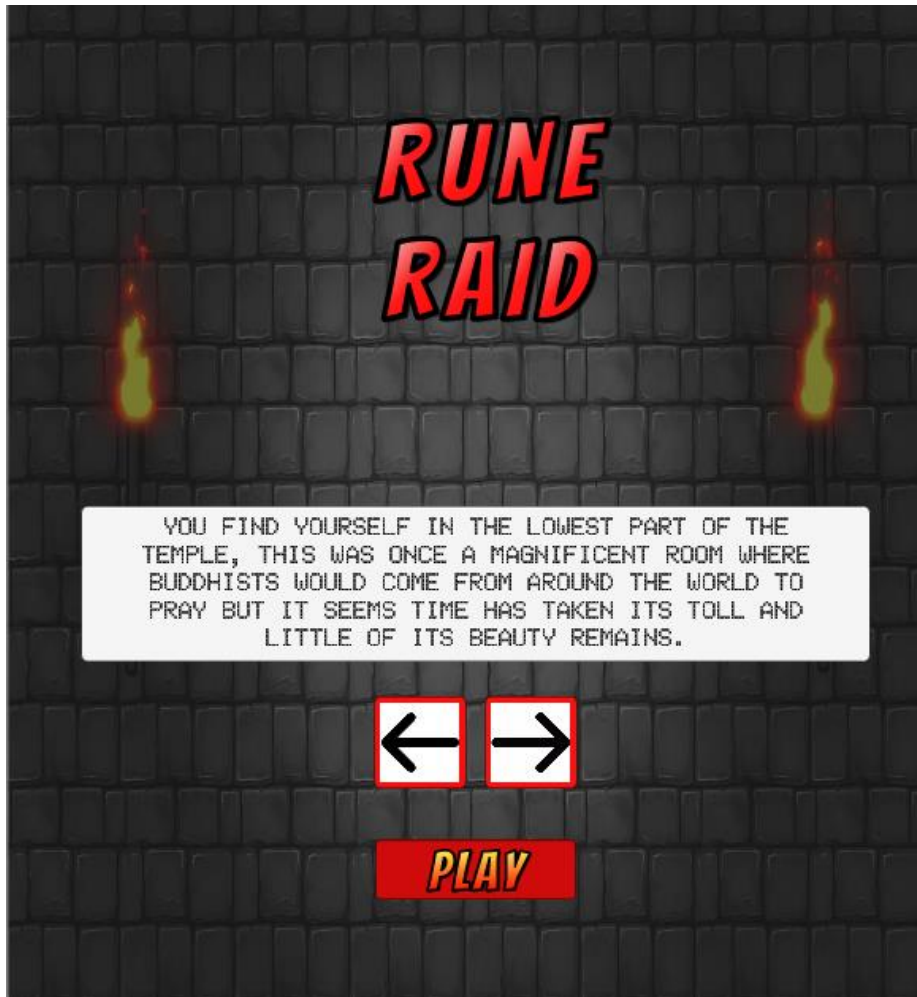 RUNE
RAID
YOU FIND YOURSELF IN THE LOWEST PART OF THE
TEMPLE, THIS WAS ONCE A MAGNIFICENT ROOM WHERE
BUDDHISTS WOULD COME FROM AROUND THE WORLD TO
PRAY BUT IT SEEMS TIME HAS TAKEN ITS TOLL AND
LITTLE OF ITS BEAUTY REMAINS.
PLAY